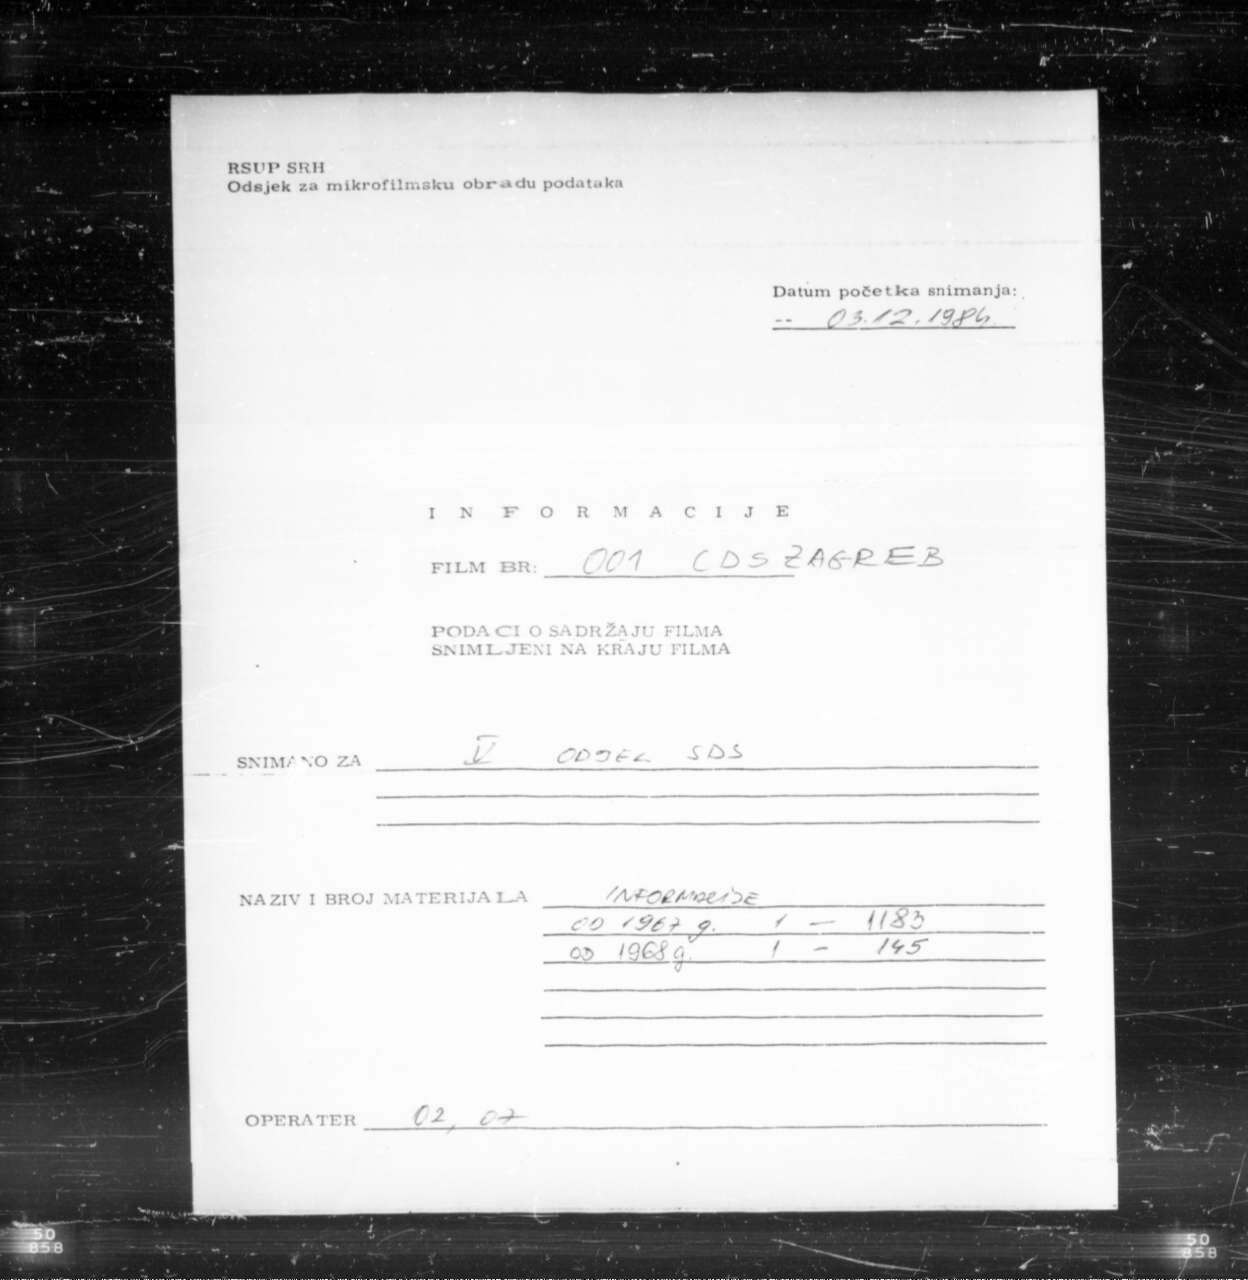 RSUP SRH
Odsjek za mikrofilmsku obradu podataka
Datum početka snimanja:
-- 03.12.1984.
I N F O R M A C I J E
FILM BR: 001 CDS ZAGREB
PODACI O SADRŽAJU FILMA
SNIMLJENI NA KRAJU FILMA
SNIMANO ZA V ODJEL SDS
NAZIV I BROJ MATERIJALA INFORMACIJE
OD 1967 g. 1 - 1183
OD 1968 g. 1 - 145
OPERATER 02, 07
50
858
50
858